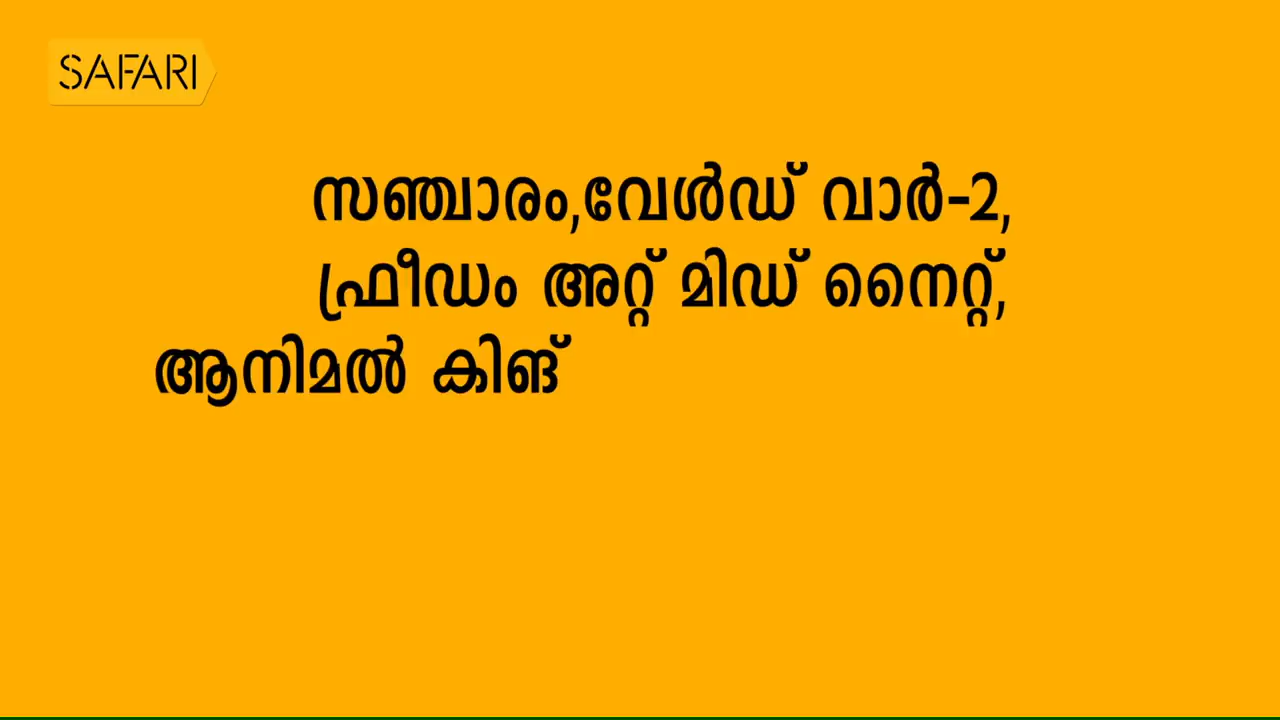 SAFARI
സഞ്ചാരം,വേൾഡ് വാർ-2,
ഫ്രീഡം അറ്റ് മിഡ് നൈറ്റ്,
ആനിമൽ കിങ്